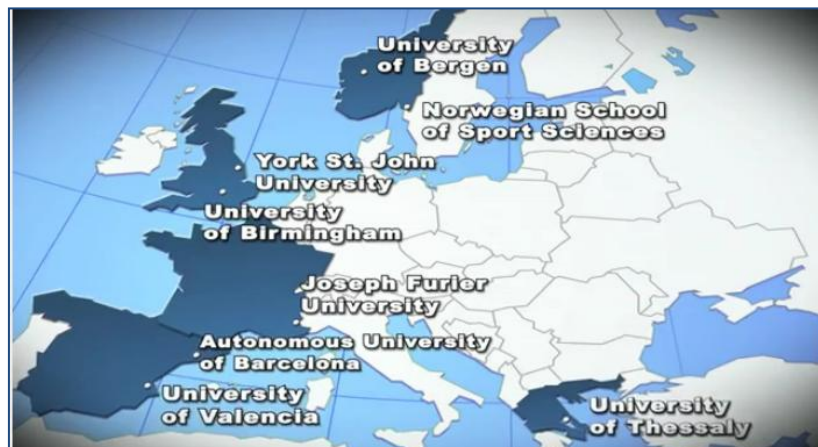 University
of Bergen
Norwegian School
of Sport Sciences
York St. John
University
University
of Birmingham
Joseph Furier
University
Autonomous University
of Barcelona
University
of Valencia
University
of Thessaly